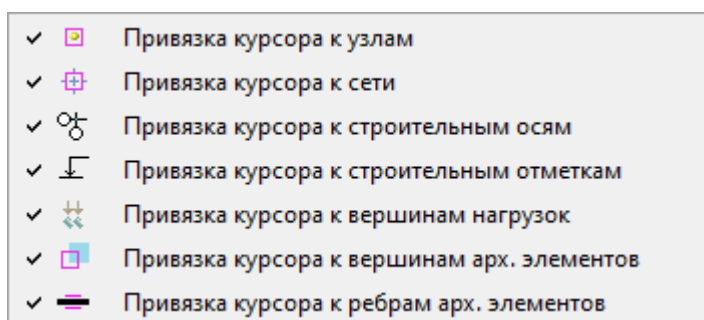 Привязка курсора к узлам
Привязка курсора к сети
Привязка курсора к строительным осям
Привязка курсора к строительным отметкам
Привязка курсора к вершинам нагрузок
Привязка курсора к вершинам арх. элементов
Привязка курсора к ребрам арх. элементов